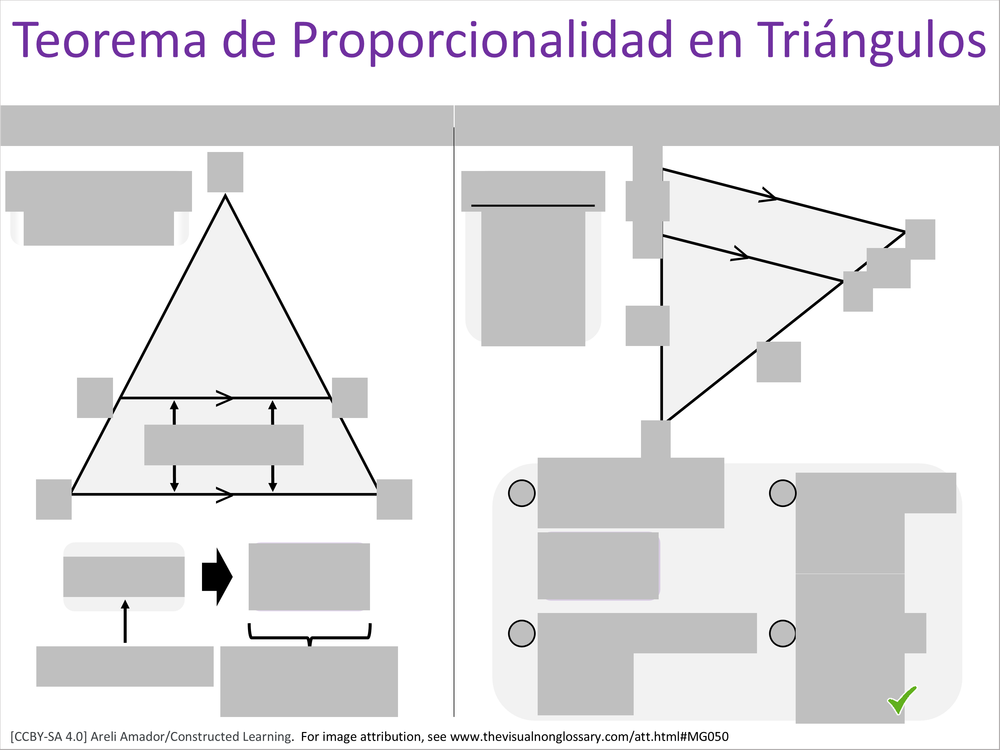 Teorema de Proporcionalidad en Triángulos
[CCBY-SA 4.0] Areli Amador/Constructed Learning. For image attribution, see www.thevisualnonglossary.com/att.html#MG050